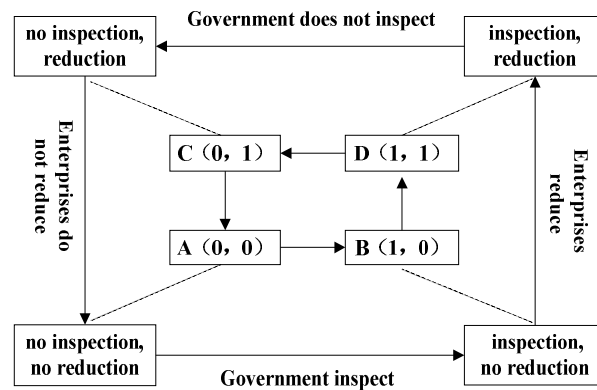 Government does not inspect
no inspection,
reduction
inspection,
reduction
Enterprises do
not reduce
C（0，1）
D（1，1）
Enterprises
reduce
A（0，0）
B（1，0）
no inspection,
no reduction
inspection,
no reduction
Government inspect